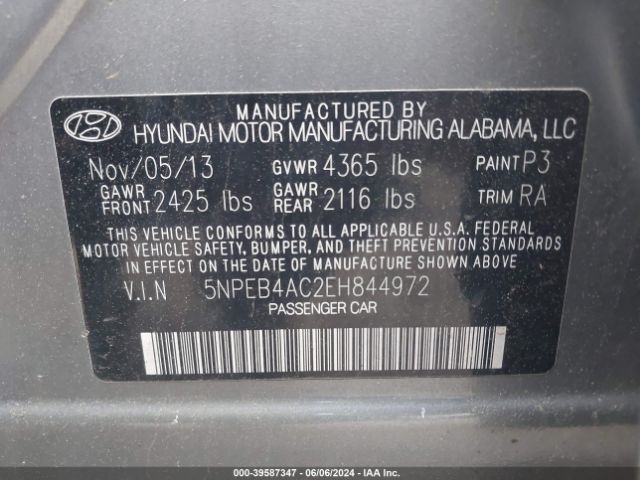 MANUFACTURED BY
HYUNDAI MOTOR MANUFACTURING ALABAMA, LLC
Nov/05/13 GVWR 4365 lbs PAINT P3
GAWR FRONT 2425 lbs GAWR REAR 2116 lbs TRIM RA
THIS VEHICLE CONFORMS TO ALL APPLICABLE U.S.A. FEDERAL
MOTOR VEHICLE SAFETY, BUMPER, AND THEFT PREVENTION STANDARDS
IN EFFECT ON THE DATE OF MANUFACTURE SHOWN ABOVE
V.I.N 5NPEB4AC2EH844972
PASSENGER CAR
000-39587347 - 06/06/2024 - IAA Inc.